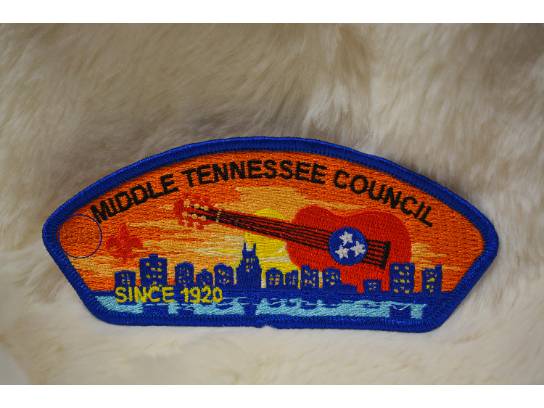 MIDDLE TENNESSEE COUNCIL
SINCE 1920